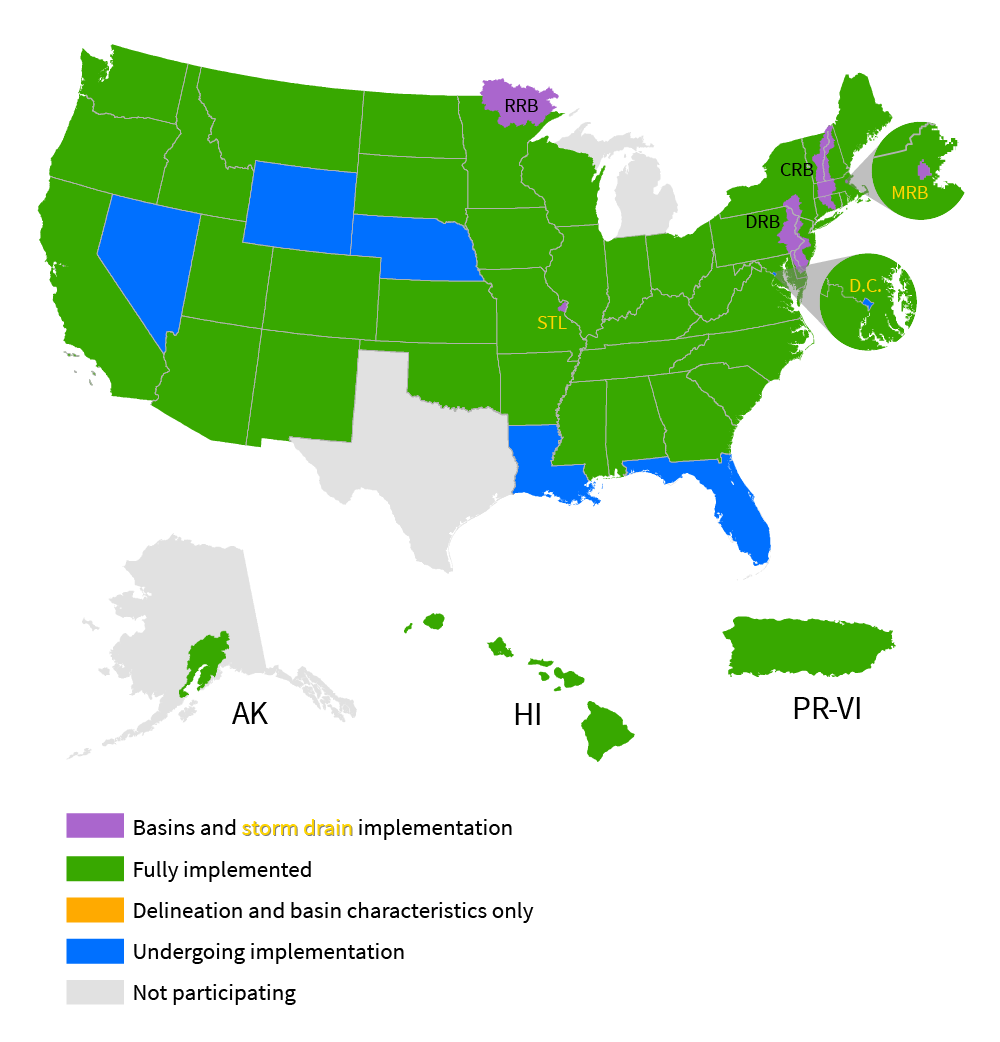 RRB
CRB
MRB
DRB
D.C.
STL
AK
HI
PR-VI
Basins and storm drain implementation
Fully implemented
Delineation and basin characteristics only
Undergoing implementation
Not participating